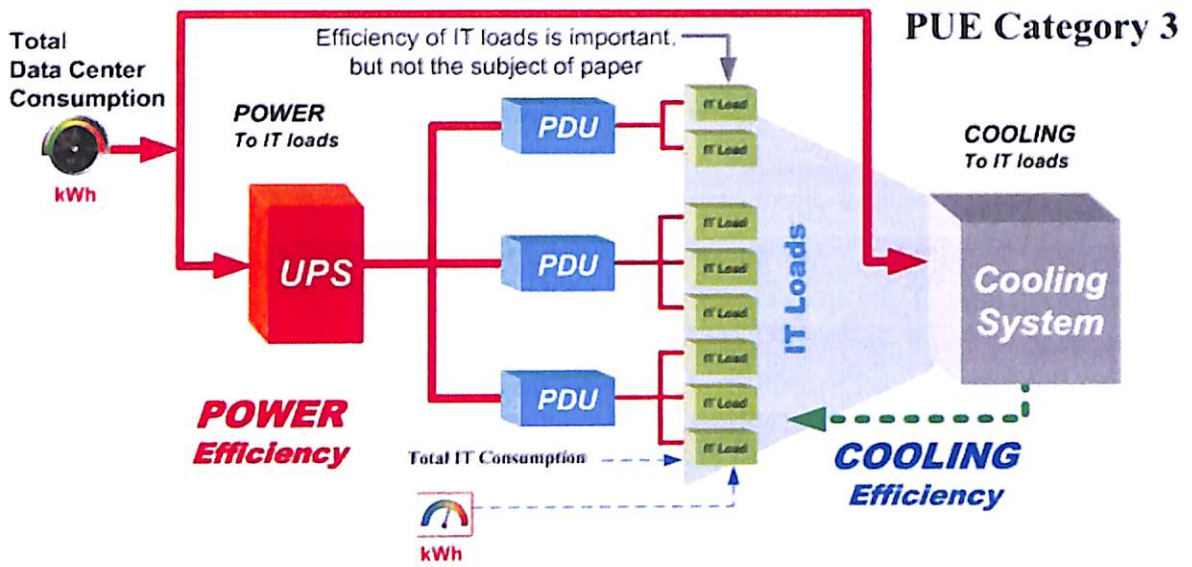 PUE Category 3
Total
Data Center
Consumption
kWh
Efficiency of IT loads is important,
but not the subject of paper
POWER
To IT loads
UPS
PDU
PDU
PDU
IT Load
IT Load
IT Load
IT Load
IT Load
IT Load
IT Load
IT Load
IT Loads
COOLING
To IT loads
Cooling
System
POWER
Efficiency
Total IT Consumption
kWh
COOLING
Efficiency